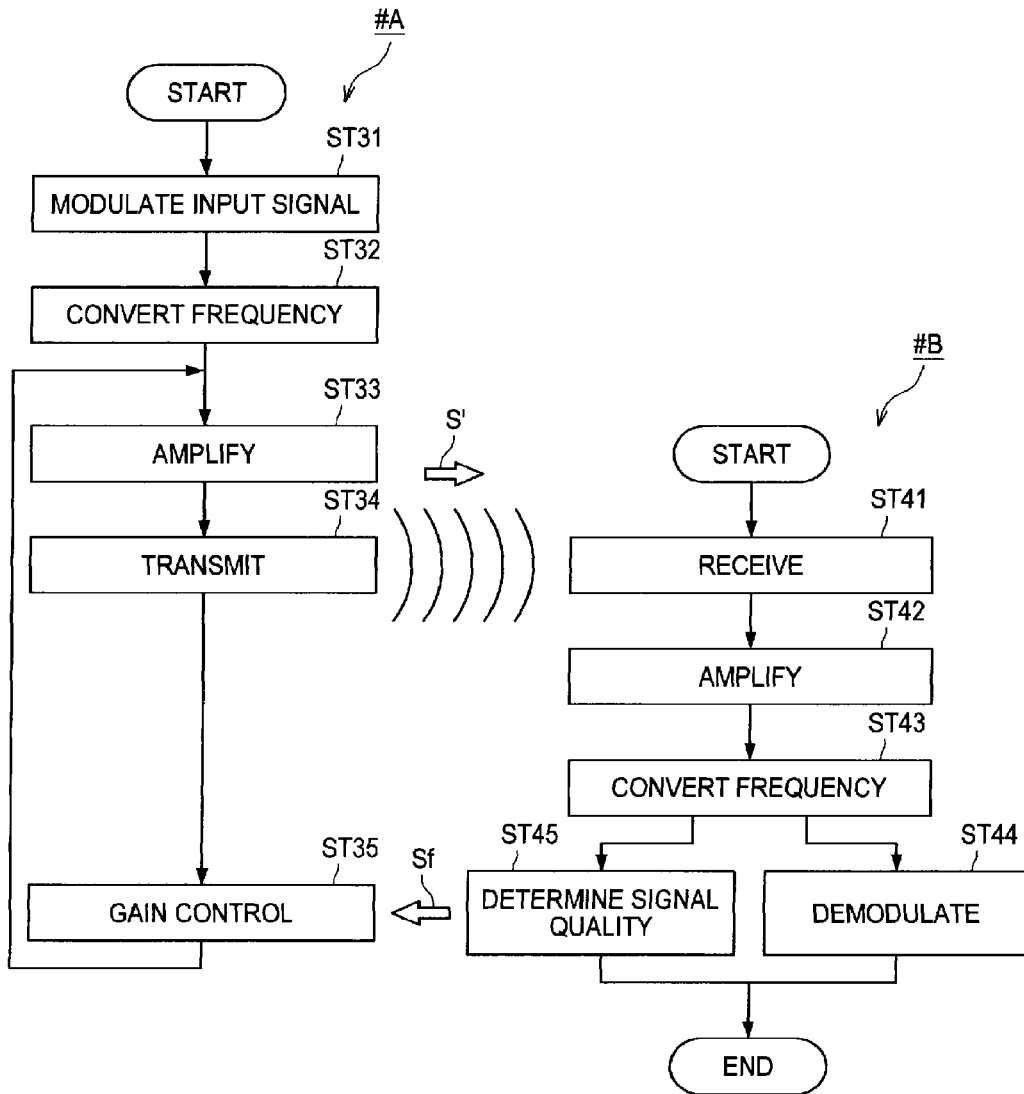 #A
START
ST31
MODULATE INPUT SIGNAL
ST32
CONVERT FREQUENCY
ST33
AMPLIFY
ST34
TRANSMIT
ST35
GAIN CONTROL
S'
Sf
#B
START
ST41
RECEIVE
ST42
AMPLIFY
ST43
CONVERT FREQUENCY
ST45
DETERMINE SIGNAL
QUALITY
ST44
DEMODULATE
END